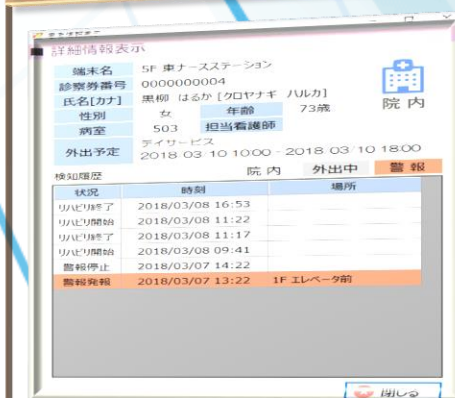 詳細情報表示
端末名 5F 東ナースステーション
診察券番号 0000000004
氏名[カナ] 黒柳 はるか [クロヤナギ ハルカ]
性別 女 年齢 73歳
病室 503 担当看護師
院内
外出予定 デイサービス
2018/03/10 10:00 - 2018/03/10 18:00
検知履歴 院内 外出中 警報
状況 時刻 場所
リハビリ終了 2018/03/08 16:53
リハビリ開始 2018/03/08 11:22
リハビリ終了 2018/03/08 11:17
リハビリ開始 2018/03/08 09:41
警報停止 2018/03/07 14:22
警報発報 2018/03/07 13:22 1F エレベータ前
閉じる